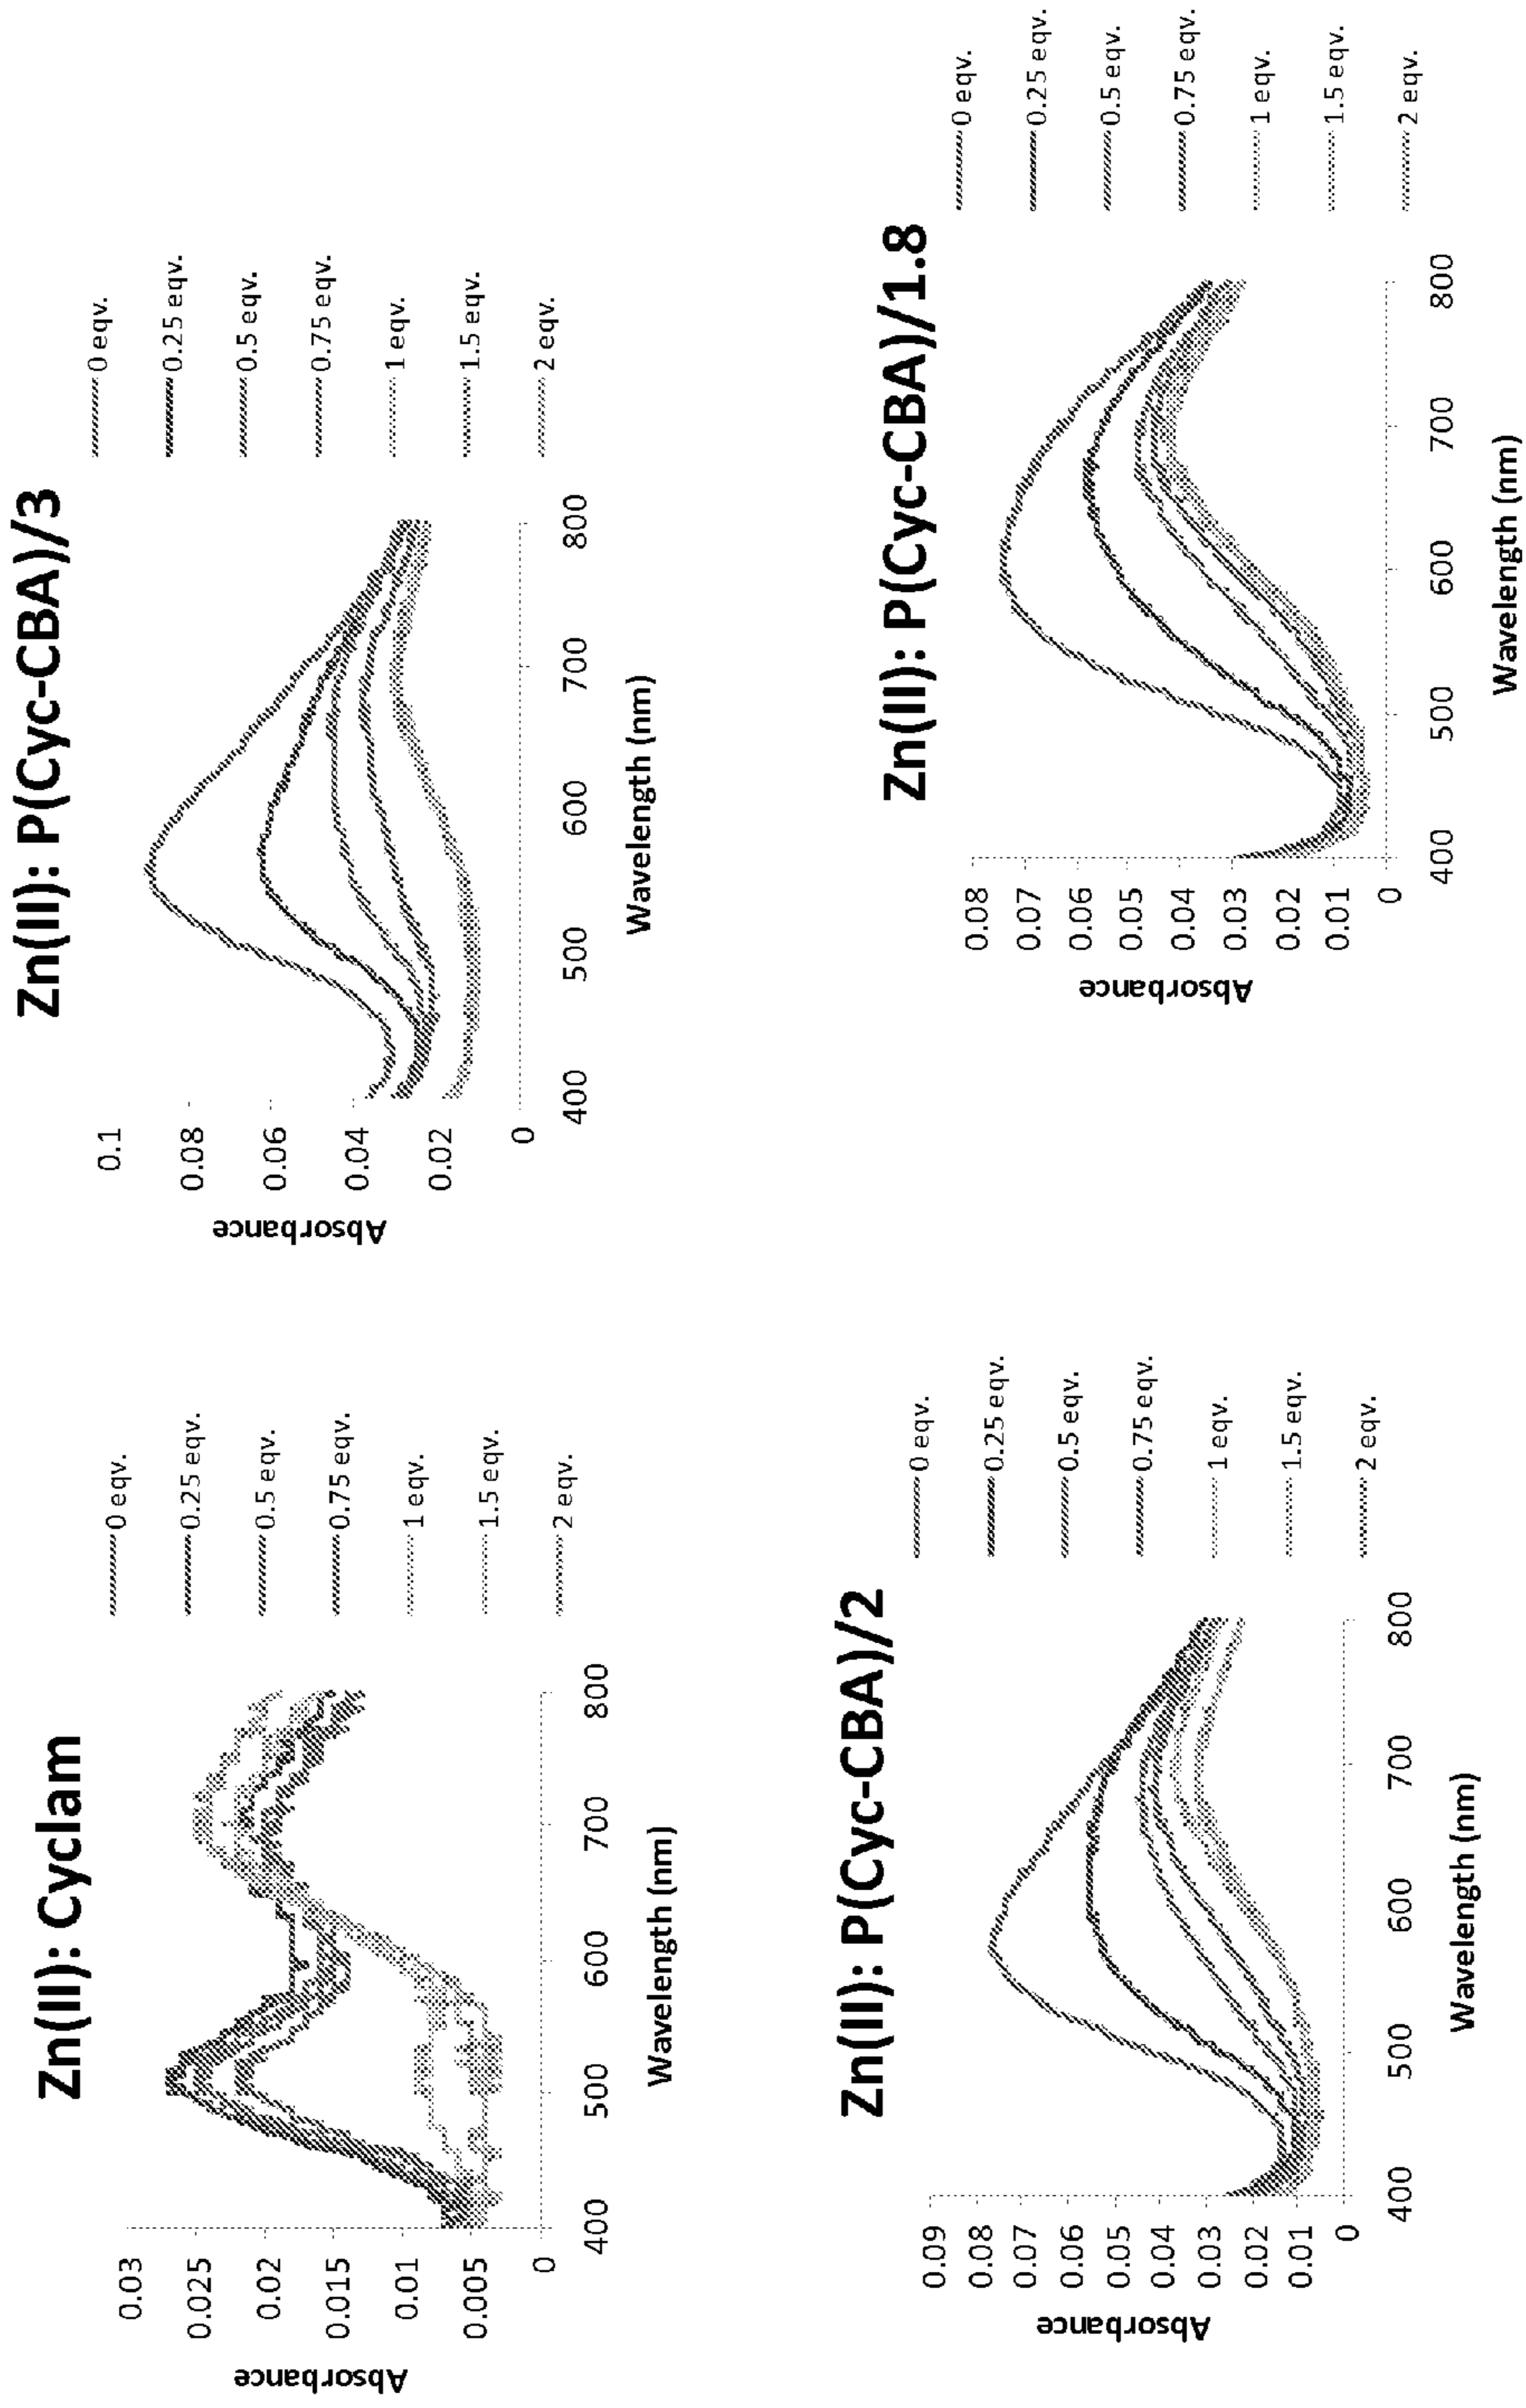 Zn(II): Cyclam
0.03
0.025
0.02
0.015
0.01
0.005
0
Absorbance
400
500
600
700
800
Wavelength (nm)
0 eqv.
0.25 eqv.
0.5 eqv.
0.75 eqv.
1 eqv.
1.5 eqv.
2 eqv.
Zn(II): P(Cyc-CBA)/3
0.1
0.08
0.06
0.04
0.02
0
Absorbance
400
500
600
700
800
Wavelength (nm)
0 eqv.
0.25 eqv.
0.5 eqv.
0.75 eqv.
1 eqv.
1.5 eqv.
2 eqv.
Zn(II): P(Cyc-CBA)/2
0.09
0.08
0.07
0.06
0.05
0.04
0.03
0.02
0.01
0
Absorbance
400
500
600
700
800
Wavelength (nm)
0 eqv.
0.25 eqv.
0.5 eqv.
0.75 eqv.
1 eqv.
1.5 eqv.
2 eqv.
Zn(II): P(Cyc-CBA)/1.8
0.08
0.07
0.06
0.05
0.04
0.03
0.02
0.01
0
Absorbance
400
500
600
700
800
Wavelength (nm)
0 eqv.
0.25 eqv.
0.5 eqv.
0.75 eqv.
1 eqv.
1.5 eqv.
2 eqv.